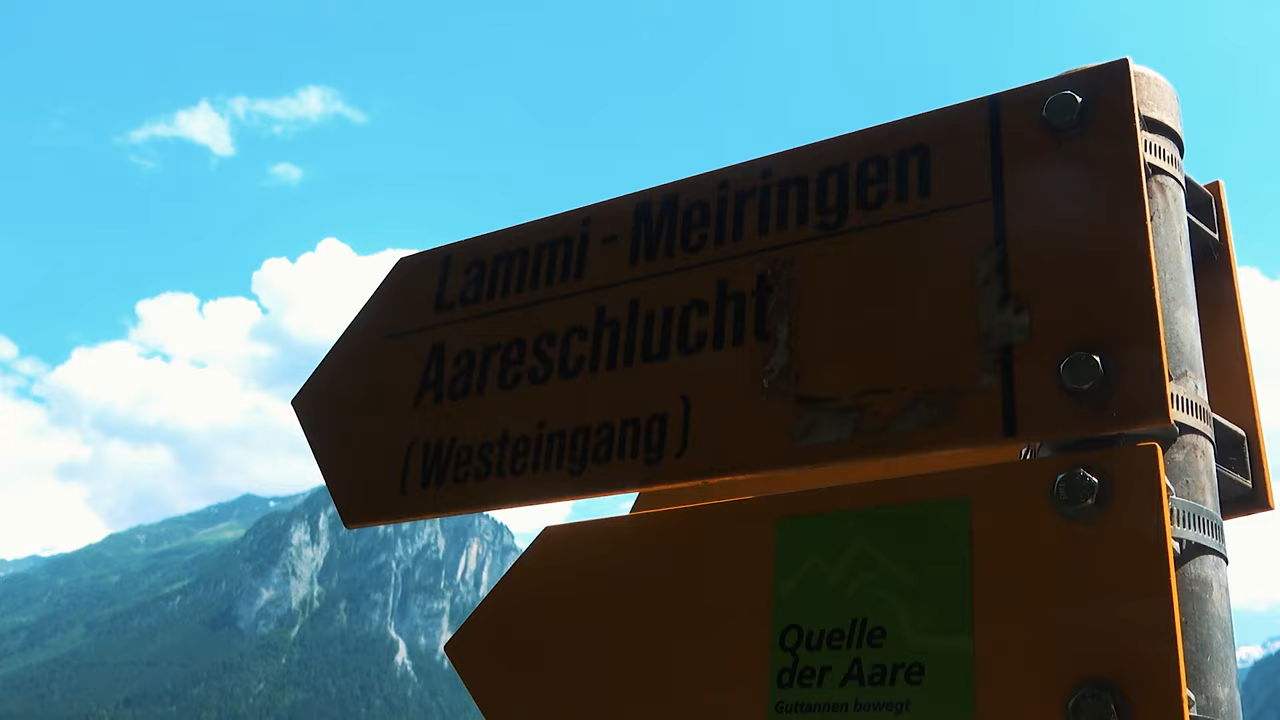 Lammi - Meiringen
Aareschlucht
(Westeingang)
Quelle
der Aare
Guttannen bewegt